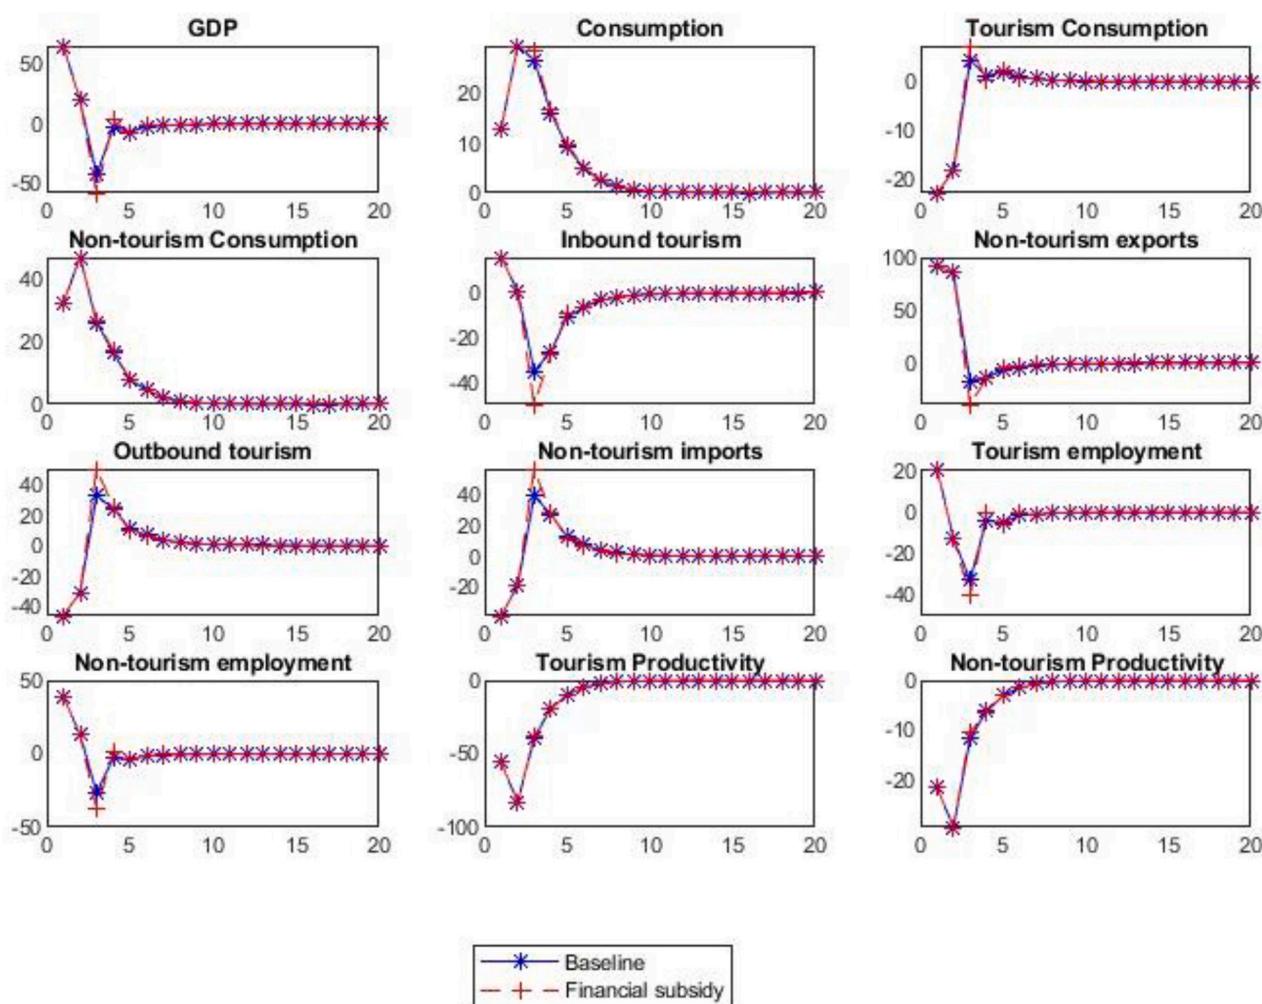 GDP
Consumption
Tourism Consumption
50
0
-50
0 5 10 15 20
20
10
0
0 5 10 15 20
0
-10
-20
0 5 10 15 20
Non-tourism Consumption
Inbound tourism
Non-tourism exports
40
20
0
0 5 10 15 20
0
-20
-40
0 5 10 15 20
100
50
0
0 5 10 15 20
Outbound tourism
Non-tourism imports
Tourism employment
40
20
0
-20
-40
0 5 10 15 20
40
20
0
-20
0 5 10 15 20
20
0
-20
-40
0 5 10 15 20
Non-tourism employment
Tourism Productivity
Non-tourism Productivity
50
0
-50
0 5 10 15 20
0
-50
-100
0 5 10 15 20
0
-10
-20
0 5 10 15 20
Baseline
Financial subsidy